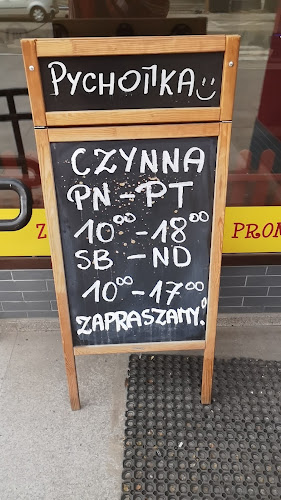 PYCHOTKA
CZYNNA
PN - PT
10⁰⁰ - 18⁰⁰
SB - ND
10⁰⁰ - 17⁰⁰
ZAPRASZAMY!